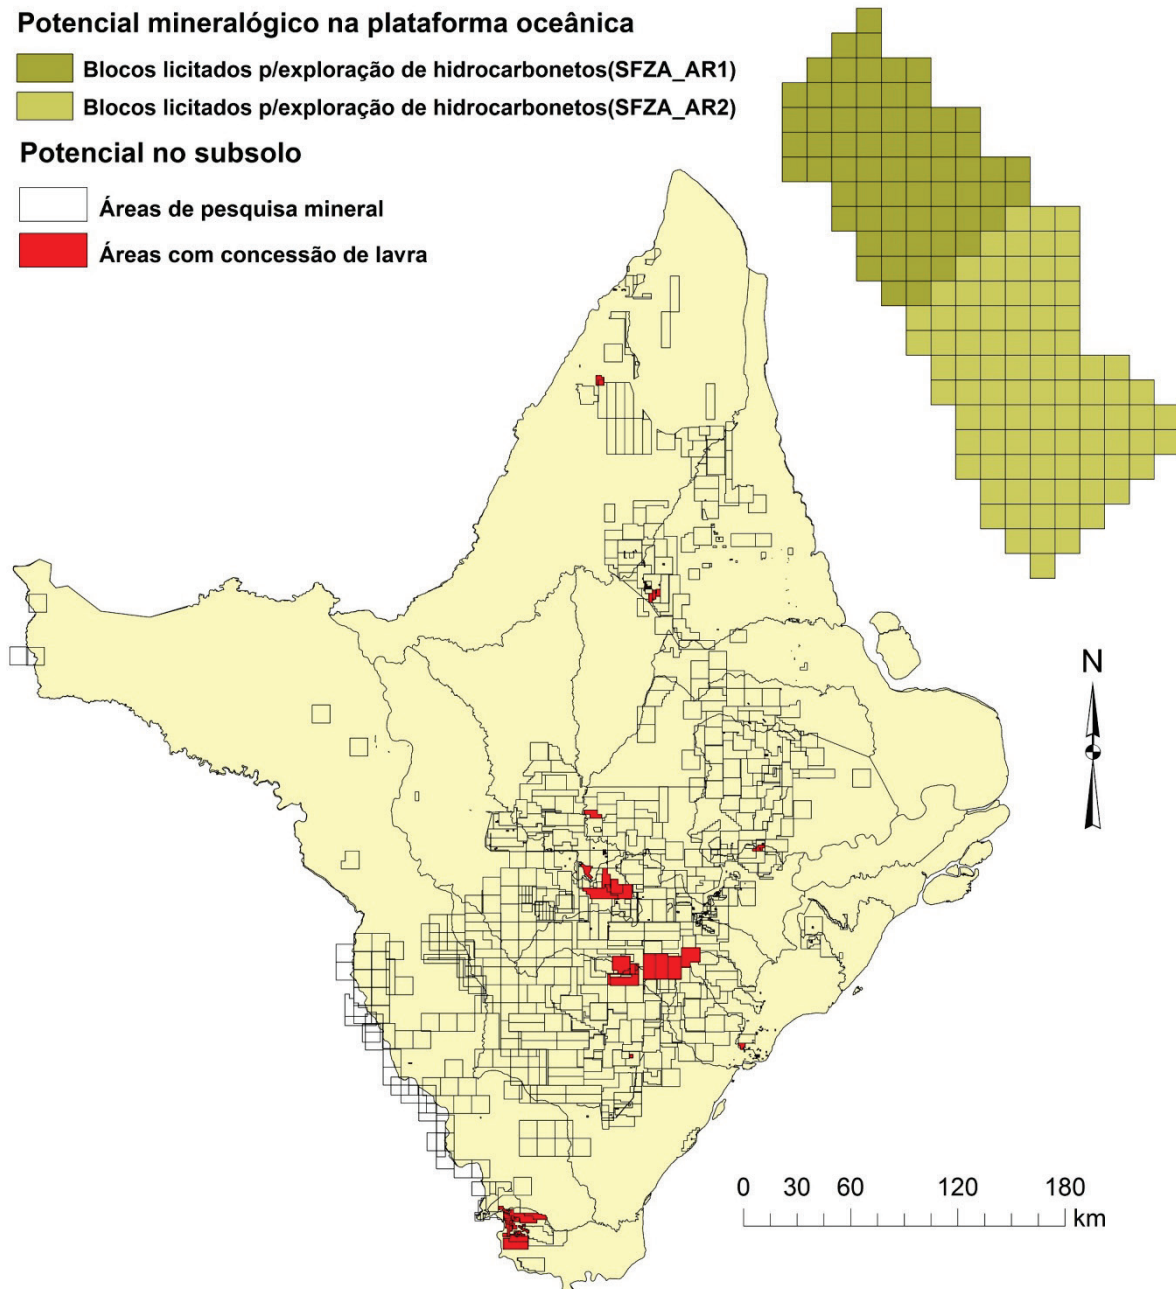 Potencial mineralógico na plataforma oceânica
Blocos licitados p/exploração de hidrocarbonetos(SFZA_AR1)
Blocos licitados p/exploração de hidrocarbonetos(SFZA_AR2)
Potencial no subsolo
Áreas de pesquisa mineral
Áreas com concessão de lavra
N
0 30 60 120 180
km